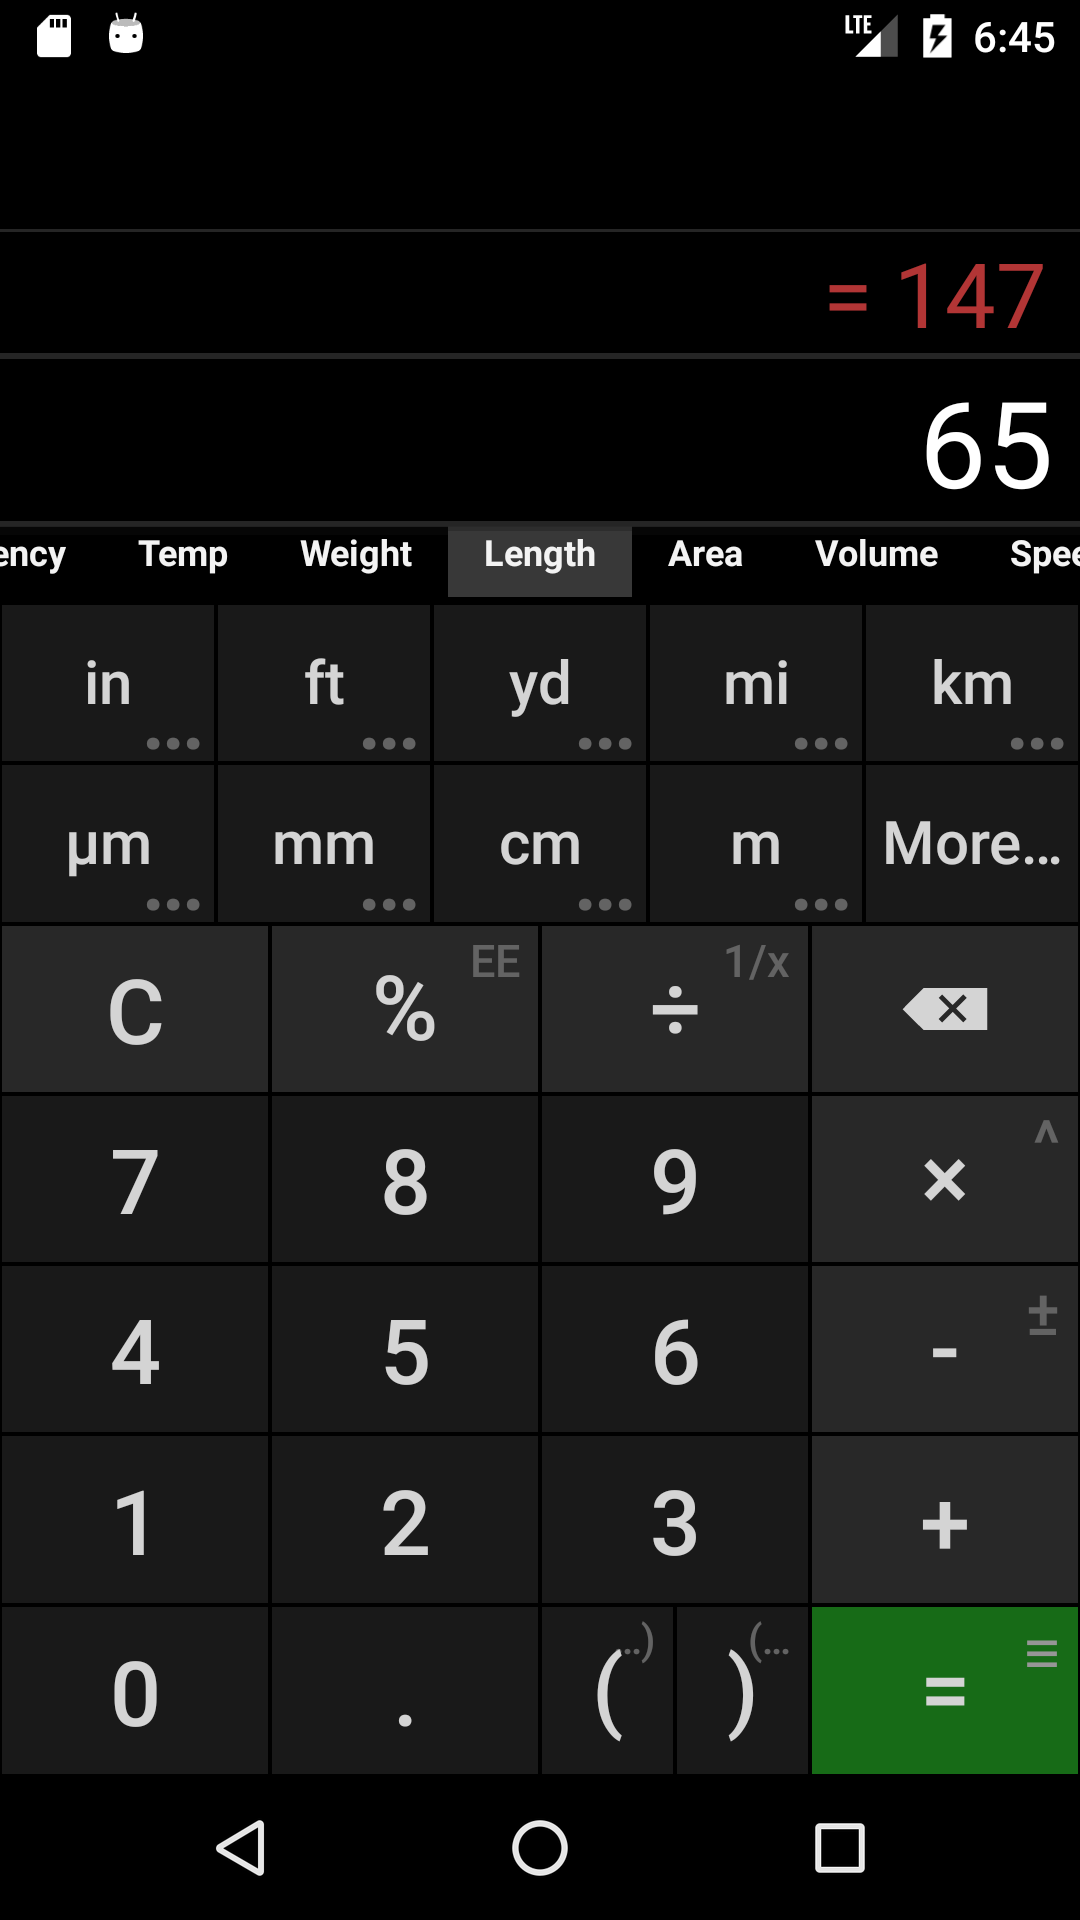 LTE 6:45
= 147
65
ency Temp Weight Length Area Volume Spee
in ft yd mi km
µm mm cm m More...
C % EE ÷ 1/x
7 8 9 × ^
4 5 6 - ±
1 2 3 +
0 . ( ..) ) (... =